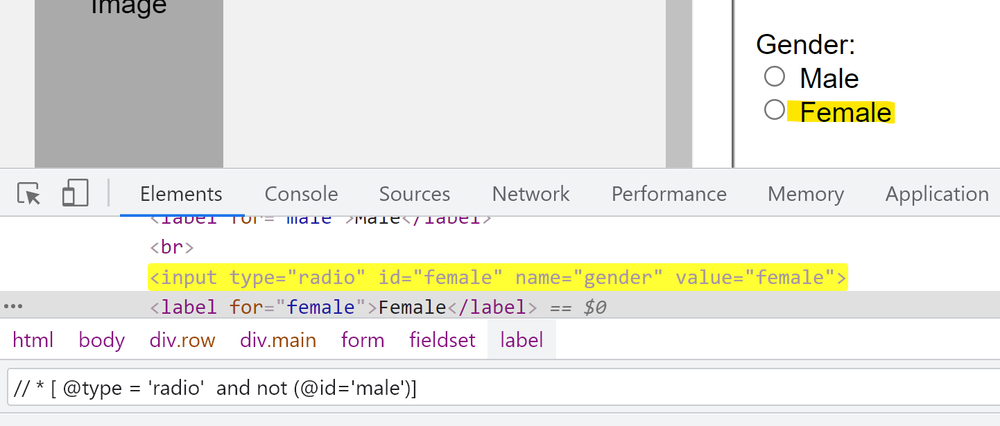 Image
Gender:
Male
Female
Elements Console Sources Network Performance Memory Application
<label for="male">Male</label>
<br>
<input type="radio" id="female" name="gender" value="female">
••• <label for="female">Female</label> == $0
html body div.row div.main form fieldset label
// * [ @type = 'radio'  and not (@id='male')]